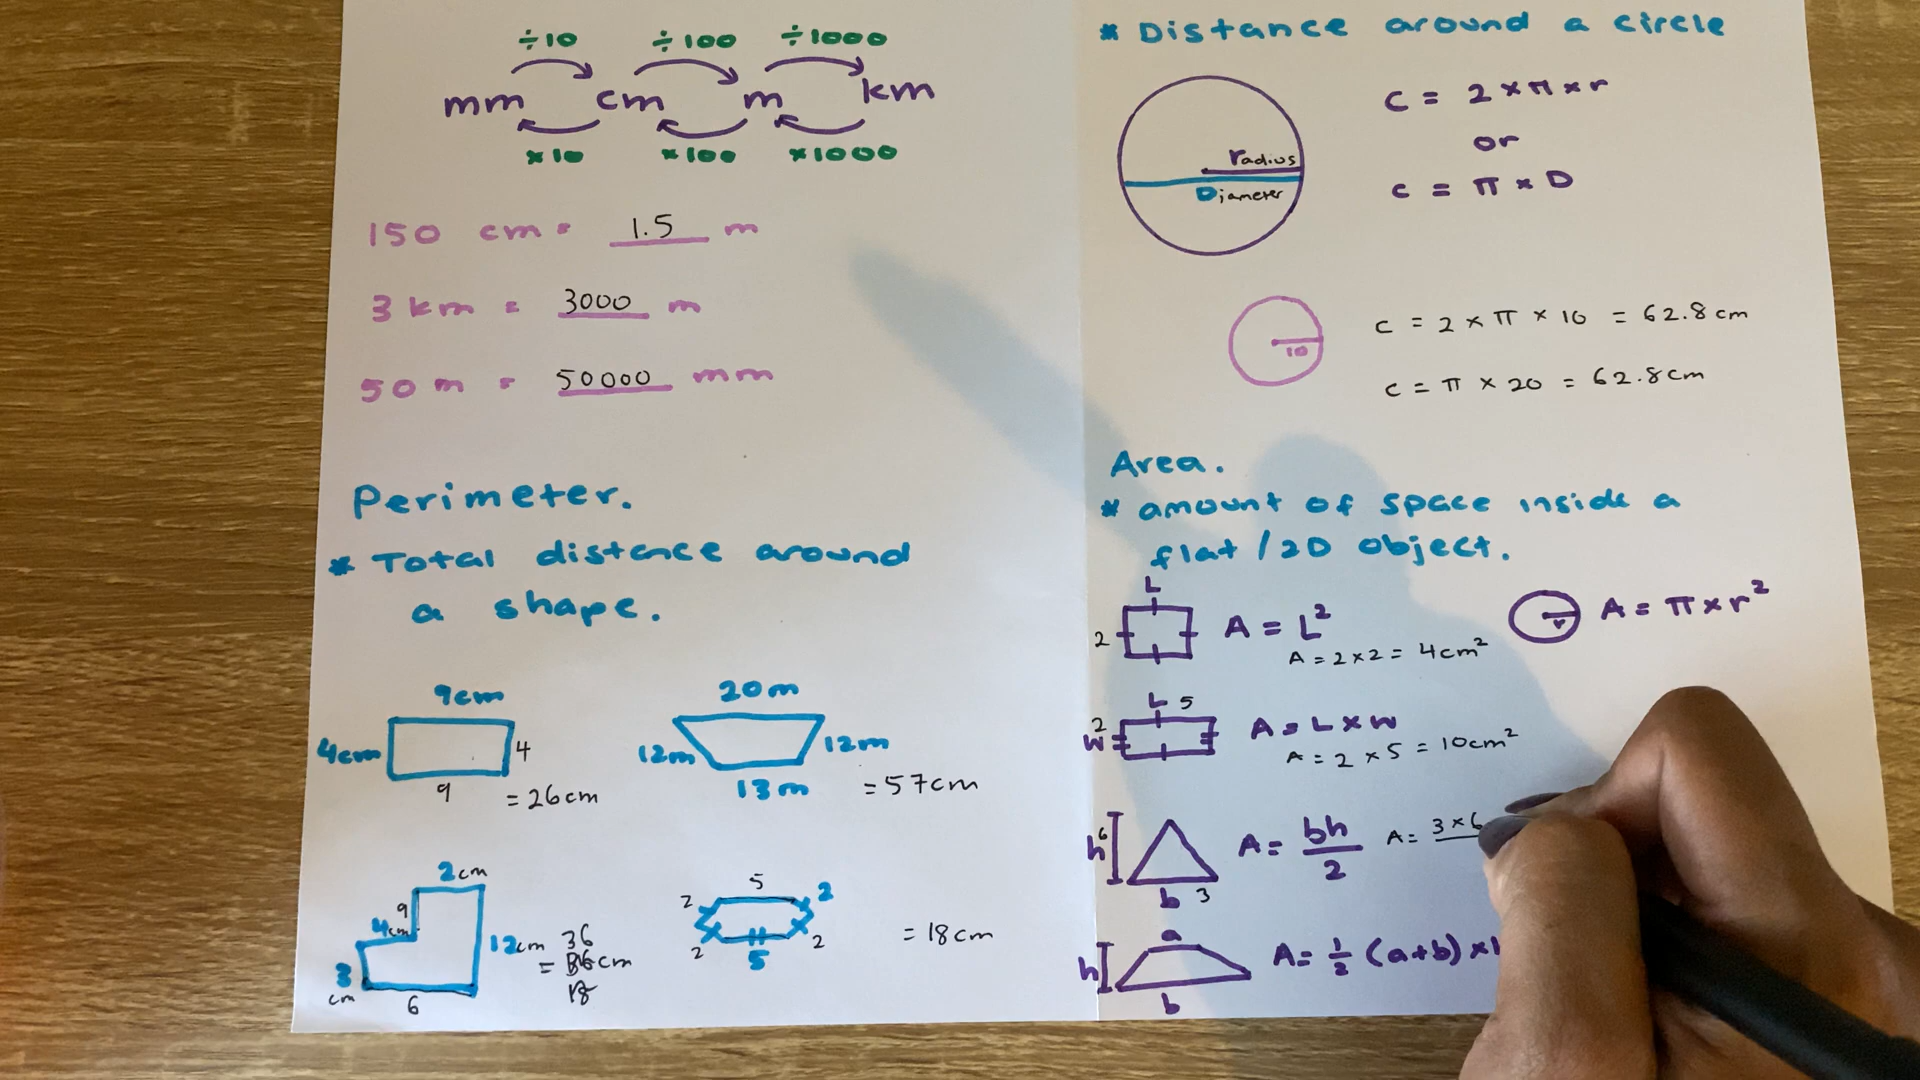 ÷10 ÷100 ÷1000
mm cm m km
×10 ×100 ×1000
150 cm = 1.5 m
3 km = 3000 m
50 m = 50000 mm
Perimeter.
* Total distance around
a shape.
9cm
4cm 4
9 = 26cm
20m
12m 12m
13m = 57cm
2cm
9
4cm
12cm 36
3 cm
6
18
5
2 2
2 2
5
= 18cm
* Distance around a circle
radius
Diameter
C = 2 × π × r
or
C = π × D
10
C = 2 × π × 10 = 62.8cm
C = π × 20 = 62.8cm
Area.
* amount of space inside a
flat / 2D object.
L
2 A = L²
A = 2 × 2 = 4cm²
r A = π × r²
L 5
2
W A = L × W
A = 2 × 5 = 10cm²
h 6 A = bh/2 A = 3 × 6
b 3
a
h A = 1/2 (a+b) ×
b